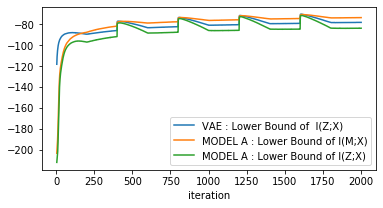 −80
−100
−120
−140
−160
−180
−200
VAE : Lower Bound of  I(Z;X)
MODEL A : Lower Bound of I(M;X)
MODEL A : Lower Bound of I(Z;X)
0 250 500 750 1000 1250 1500 1750 2000
iteration